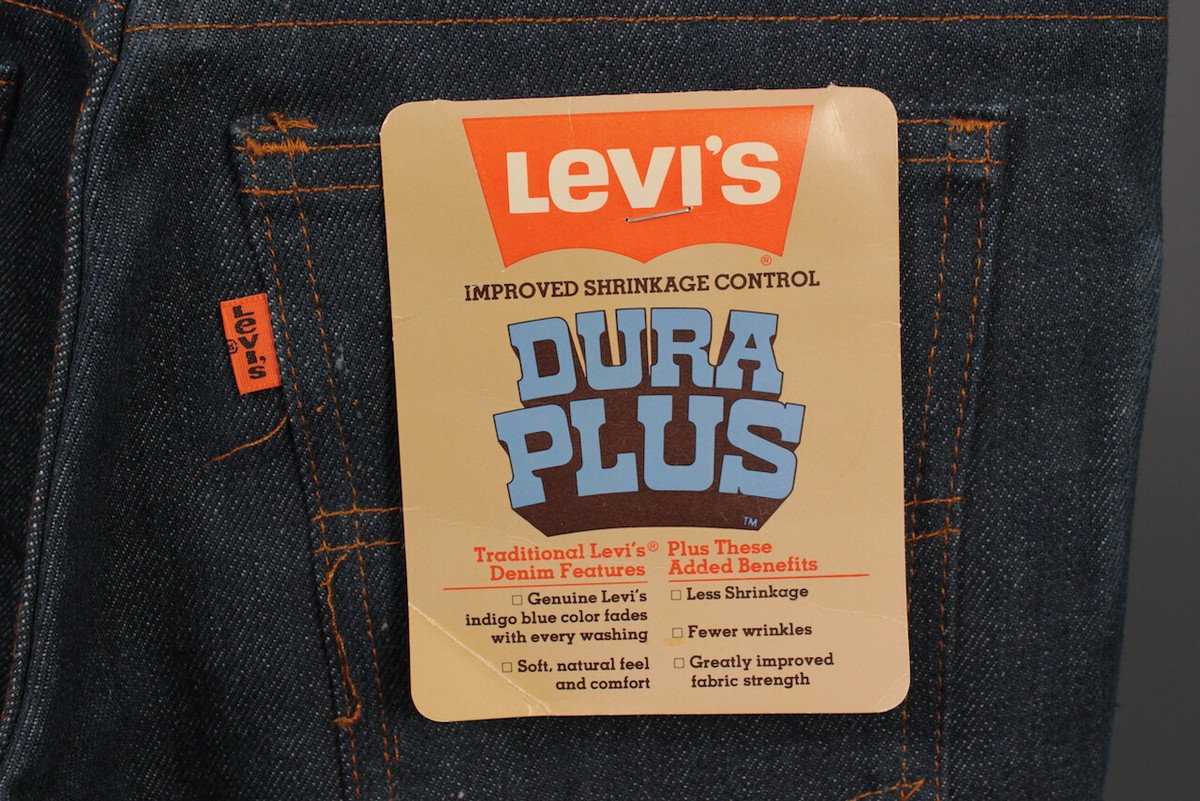 LEVI'S
®
IMPROVED SHRINKAGE CONTROL
DURA
PLUS
TM
Traditional Levi's®
Denim Features
□ Genuine Levi's
indigo blue color fades
with every washing
□ Soft, natural feel
and comfort
Plus These
Added Benefits
□ Less Shrinkage
□ Fewer wrinkles
□ Greatly improved
fabric strength
LEVI'S
®